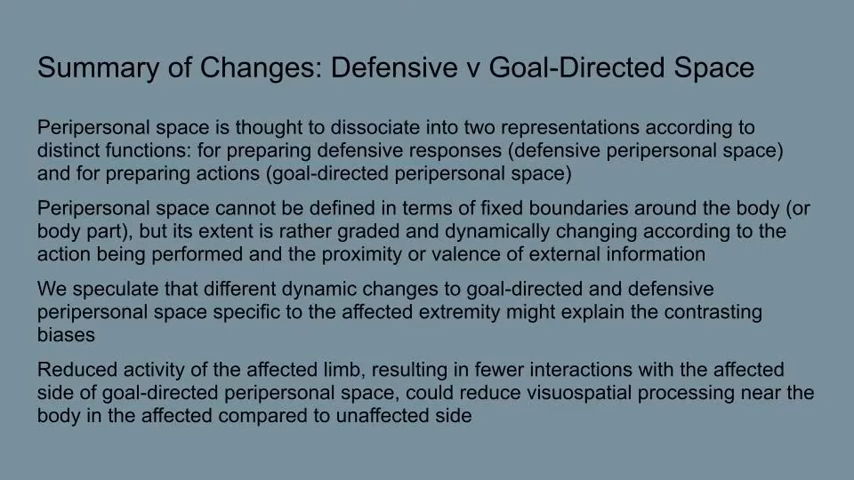 Summary of Changes: Defensive v Goal-Directed Space
Peripersonal space is thought to dissociate into two representations according to
distinct functions: for preparing defensive responses (defensive peripersonal space)
and for preparing actions (goal-directed peripersonal space)
Peripersonal space cannot be defined in terms of fixed boundaries around the body (or
body part), but its extent is rather graded and dynamically changing according to the
action being performed and the proximity or valence of external information
We speculate that different dynamic changes to goal-directed and defensive
peripersonal space specific to the affected extremity might explain the contrasting
biases
Reduced activity of the affected limb, resulting in fewer interactions with the affected
side of goal-directed peripersonal space, could reduce visuospatial processing near the
body in the affected compared to unaffected side